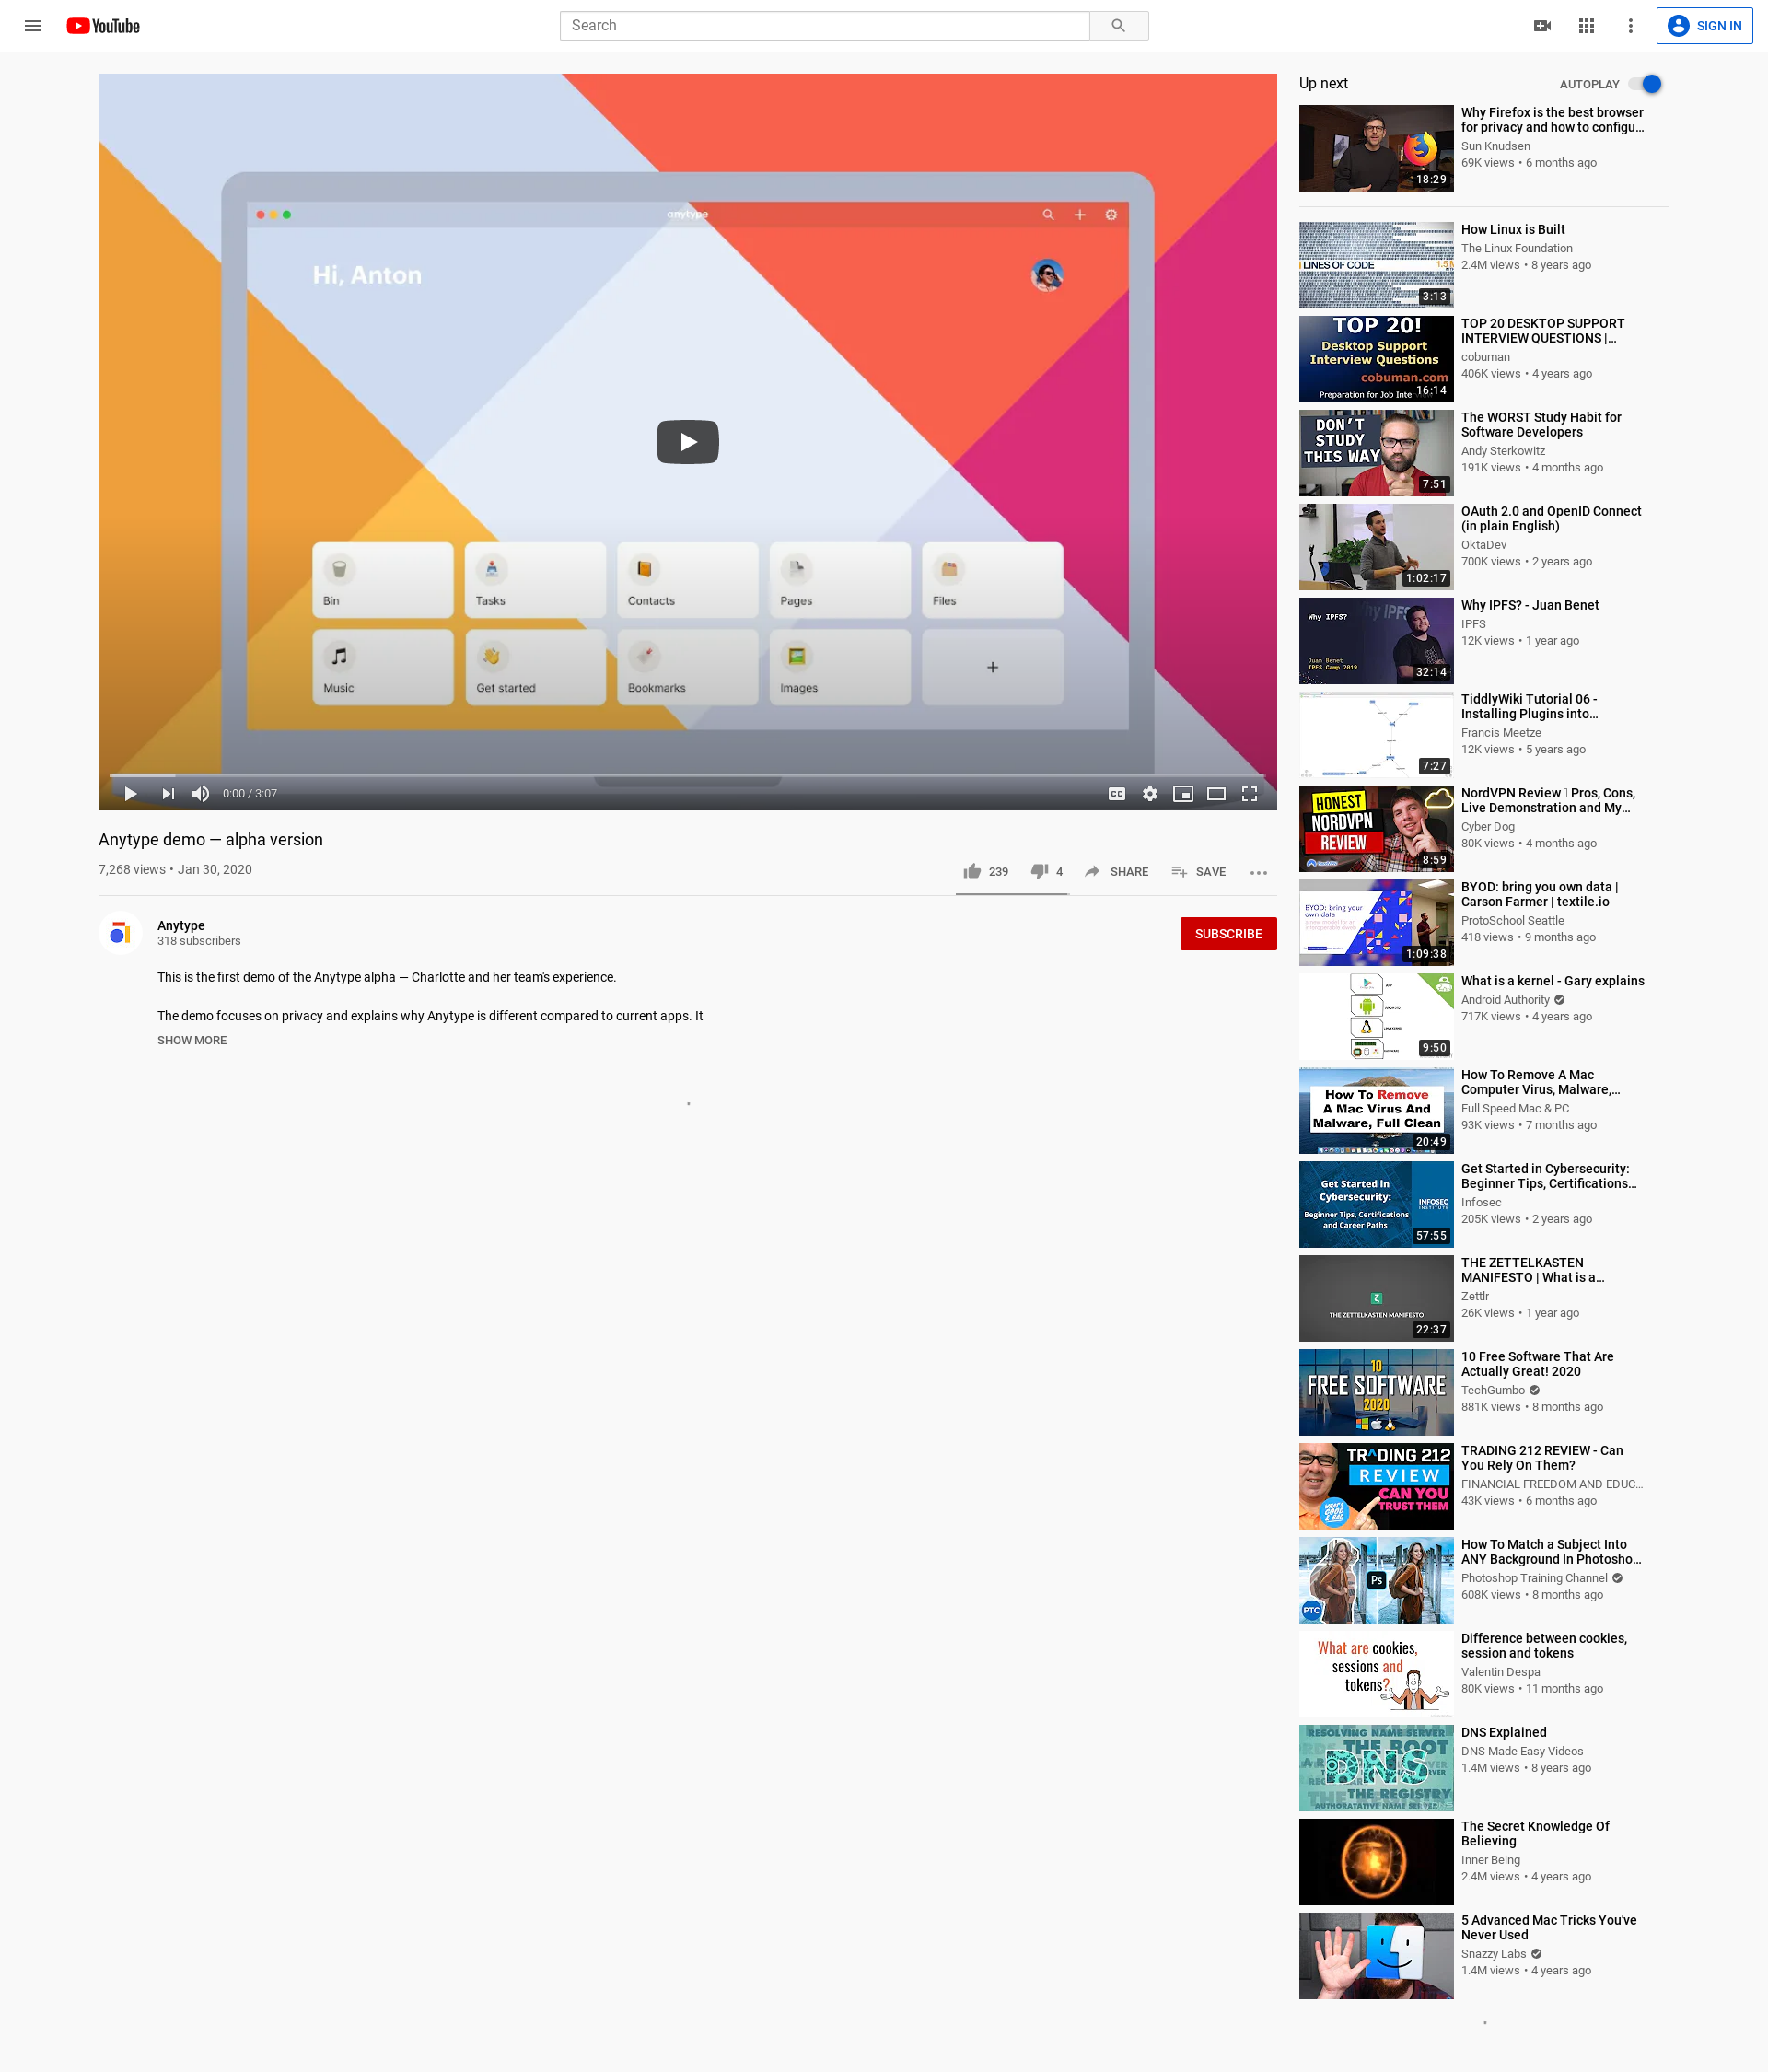 YouTube
Search
SIGN IN
anytype
Hi, Anton
Bin
Tasks
Contacts
Pages
Files
Music
Get started
Bookmarks
Images
0:00 / 3:07
Anytype demo — alpha version
7,268 views • Jan 30, 2020
239
4
SHARE
SAVE
Anytype
318 subscribers
SUBSCRIBE
This is the first demo of the Anytype alpha — Charlotte and her team's experience.
The demo focuses on privacy and explains why Anytype is different compared to current apps. It
SHOW MORE
Up next
AUTOPLAY
18:29
Why Firefox is the best browser
for privacy and how to configu...
Sun Knudsen
69K views • 6 months ago
LINES OF CODE
3:13
How Linux is Built
The Linux Foundation
2.4M views • 8 years ago
TOP 20!
Desktop Support
Interview Questions
cobuman.com
16:14
Preparation for Job Inte
TOP 20 DESKTOP SUPPORT
INTERVIEW QUESTIONS |...
cobuman
406K views • 4 years ago
DON'T
STUDY
THIS WAY
7:51
The WORST Study Habit for
Software Developers
Andy Sterkowitz
191K views • 4 months ago
1:02:17
OAuth 2.0 and OpenID Connect
(in plain English)
OktaDev
700K views • 2 years ago
Why IPFS?
Juan Benet
IPFS Camp 2019
32:14
Why IPFS? - Juan Benet
IPFS
12K views • 1 year ago
7:27
TiddlyWiki Tutorial 06 -
Installing Plugins into...
Francis Meetze
12K views • 5 years ago
HONEST
NORDVPN
REVIEW
8:59
NordVPN Review Pros, Cons,
Live Demonstration and My...
Cyber Dog
80K views • 4 months ago
BYOD: bring your
own data
1:09:38
BYOD: bring you own data |
Carson Farmer | textile.io
ProtoSchool Seattle
418 views • 9 months ago
9:50
What is a kernel - Gary explains
Android Authority
717K views • 4 years ago
How To Remove
A Mac Virus And
Malware, Full Clean
20:49
How To Remove A Mac
Computer Virus, Malware,...
Full Speed Mac & PC
93K views • 7 months ago
Get Started in
Cybersecurity:
Beginner Tips, Certifications
and Career Paths
INFOSEC
INSTITUTE
57:55
Get Started in Cybersecurity:
Beginner Tips, Certifications...
Infosec
205K views • 2 years ago
THE ZETTELKASTEN MANIFESTO
22:37
THE ZETTELKASTEN
MANIFESTO | What is a...
Zettlr
26K views • 1 year ago
10
FREE SOFTWARE
2020
10 Free Software That Are
Actually Great! 2020
TechGumbo
881K views • 8 months ago
TRADING 212
REVIEW
CAN YOU
TRUST THEM
WHAT'S
GOOD
& BAD
TRADING 212 REVIEW - Can
You Rely On Them?
FINANCIAL FREEDOM AND EDUC...
43K views • 6 months ago
Ps
PTC
How To Match a Subject Into
ANY Background In Photosho...
Photoshop Training Channel
608K views • 8 months ago
What are cookies,
sessions and
tokens?
Difference between cookies,
session and tokens
Valentin Despa
80K views • 11 months ago
RESOLVING NAME SERVER
THE ROOT
DNS
THE REGISTRY
AUTHORATATIVE NAME SERVER
DNS Explained
DNS Made Easy Videos
1.4M views • 8 years ago
The Secret Knowledge Of
Believing
Inner Being
2.4M views • 4 years ago
5 Advanced Mac Tricks You've
Never Used
Snazzy Labs
1.4M views • 4 years ago